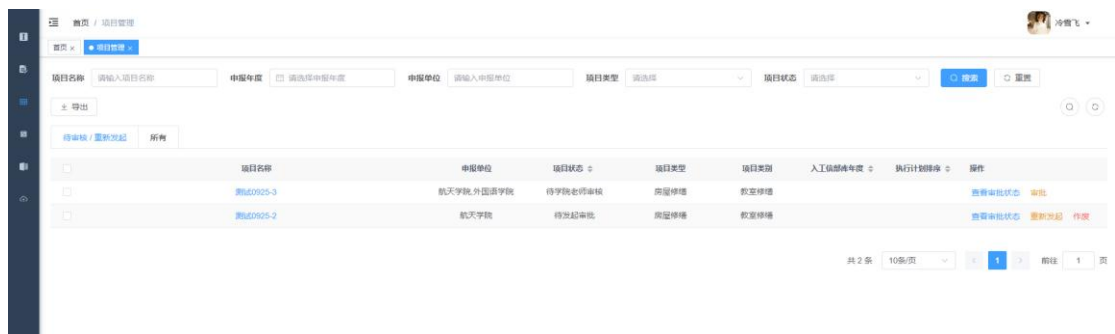 首页 / 项目管理
冷雪飞
首页 × ● 项目管理 ×
项目名称 请输入项目名称 申报年度 请选择申报年度 申报单位 请输入申报单位 项目类型 请选择 项目状态 请选择 搜索 重置
导出
待审核 / 重新发起 所有
项目名称 申报单位 项目状态 项目类型 项目类别 入工信部库年度 执行计划排序 操作
测试0925-3 航天学院,外国语学院 待学院老师审核 房屋修缮 教室修缮 查看审批状态 审批
测试0925-2 航天学院 待发起审批 房屋修缮 教室修缮 查看审批状态 重新发起 作废
共 2 条 10条/页 < 1 > 前往 1 页